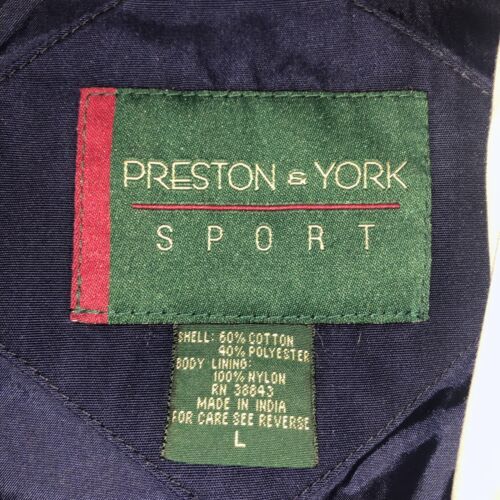 PRESTON & YORK
SPORT
SHELL: 60% COTTON
40% POLYESTER
BODY LINING:
100% NYLON
RN 38843
MADE IN INDIA
FOR CARE SEE REVERSE
L